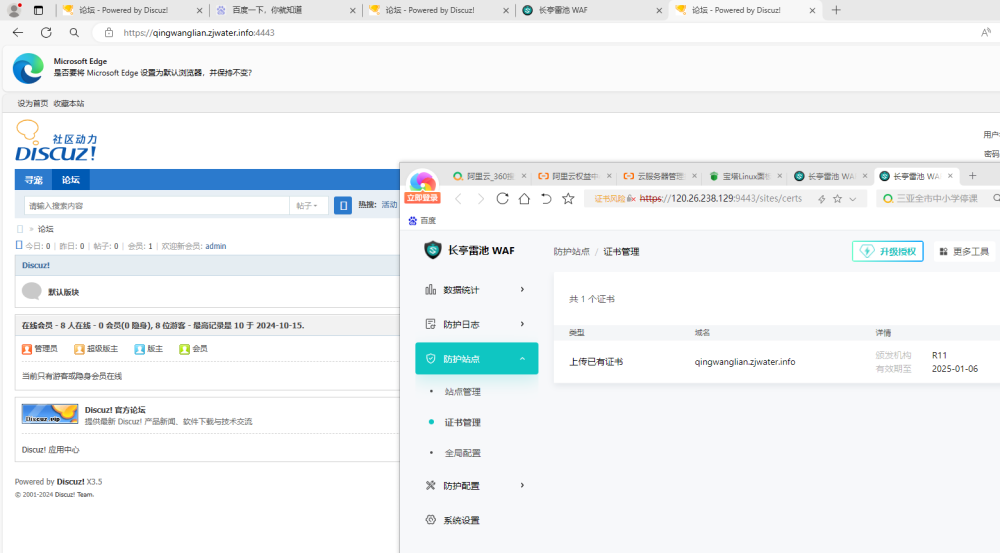 论坛 - Powered by Discuz!
百度一下，你就知道
论坛 - Powered by Discuz!
长亭雷池 WAF
论坛 - Powered by Discuz!
https://qingwanglian.zjwater.info:4443
Microsoft Edge
是否要将 Microsoft Edge 设置为默认浏览器，并保持不变？
设为首页 收藏本站
社区动力
DISCUZ!
用户
密码
导航 论坛
请输入搜索内容
帖子
热搜: 活动
» 论坛
今日: 0 | 昨日: 0 | 帖子: 0 | 会员: 1 | 欢迎新会员: admin
Discuz!
默认版块
在线会员 - 8 人在线 - 0 会员(0 隐身), 8 位游客 - 最高记录是 10 于 2024-10-15.
管理员 超级版主 版主 会员
当前只有游客或隐身会员在线
Discuz! 官方论坛
提供最新 Discuz! 产品新闻、软件下载与技术交流
Discuz! 应用中心
Powered by Discuz! X3.5
© 2001-2024 Discuz! Team.
立即登录
阿里云_360搜
阿里云权益中
云服务器管理
宝塔Linux面板
长亭雷池 WA
长亭雷池 WA
证书风险
https://120.26.238.129:9443/sites/certs
三亚全市中小学停课
百度
长亭雷池 WAF
数据统计
防护日志
防护站点
站点管理
证书管理
全局配置
防护配置
系统设置
防护站点 / 证书管理
升级授权
更多工具
共 1 个证书
类型 域名 详情
上传已有证书 qingwanglian.zjwater.info
颁发机构 R11
有效期至 2025-01-06